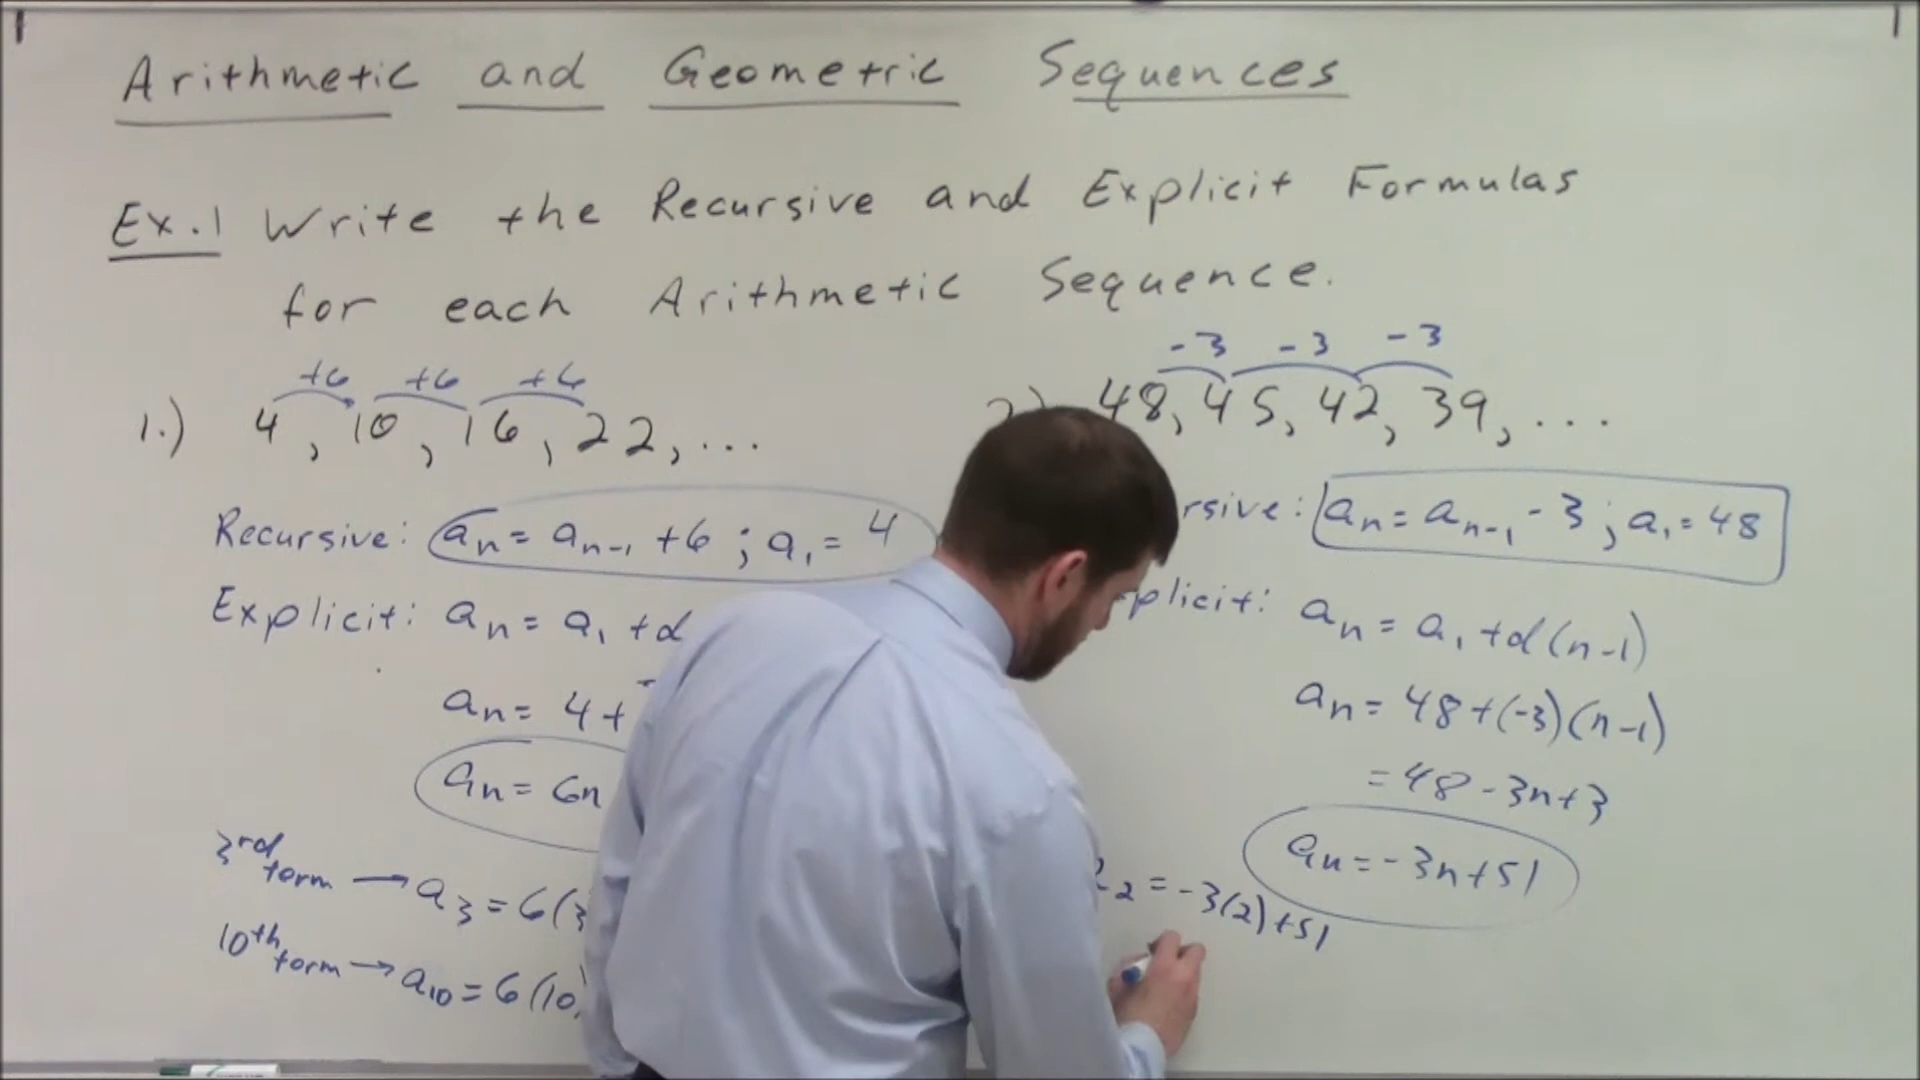 Arithmetic and Geometric Sequences
Ex.1 Write the Recursive and Explicit Formulas
for each Arithmetic Sequence.
+6 +6 +6
1.) 4, 10, 16, 22, ...
Recursive: an = an-1 +6 ; a1 = 4
Explicit: an = a1 +d
an = 4+
an = 6n
3rd term → a3 = 6(3
10th term → a10 = 6(10)
-3 -3 -3
48, 45, 42, 39, ...
rsive: an = an-1 -3 ; a1 = 48
plicit: an = a1 +d(n-1)
an = 48+(-3)(n-1)
= 48-3n+3
an = -3n+51
a2 = -3(2)+51